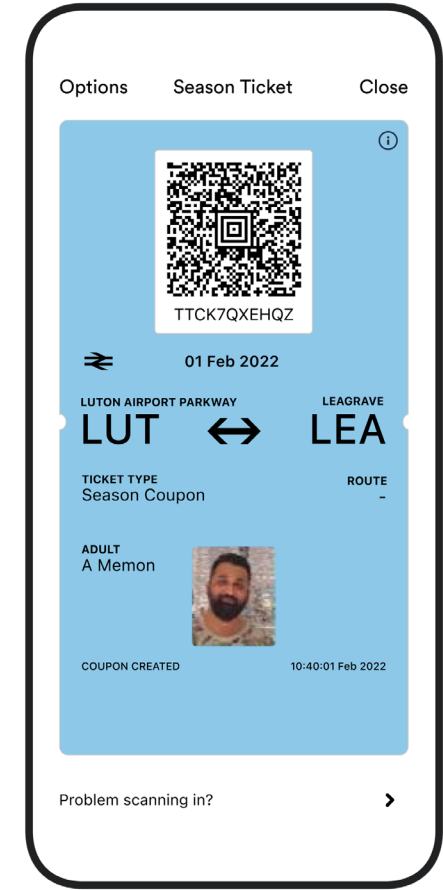 Options Season Ticket Close
TTCK7QXEHQZ
01 Feb 2022
LUTON AIRPORT PARKWAY LEAGRAVE
LUT LEA
TICKET TYPE ROUTE
Season Coupon -
ADULT
A Memon
COUPON CREATED 10:40:01 Feb 2022
Problem scanning in?